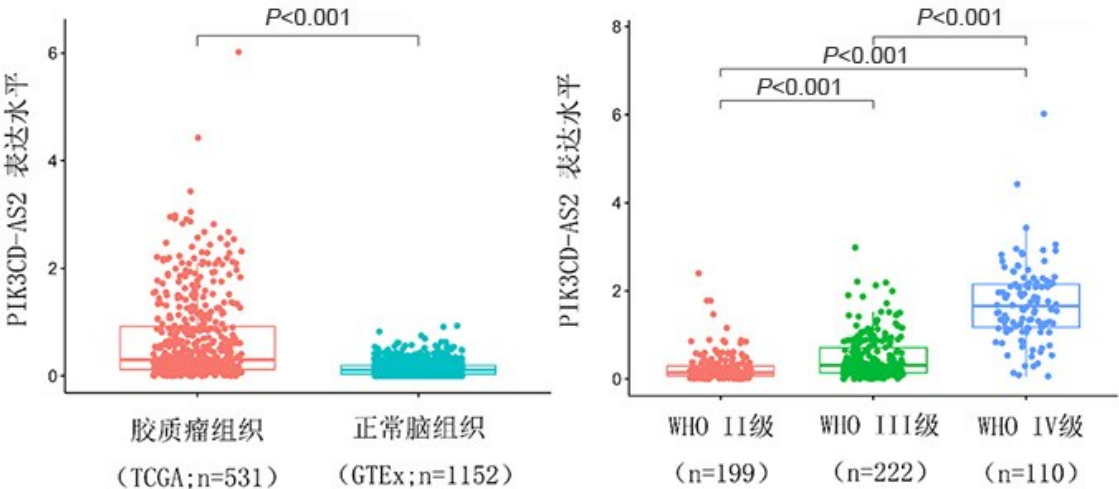 P<0.001
6
4
2
0
PIK3CD-AS2 表达水平
胶质瘤组织
正常脑组织
(TCGA;n=531)
(GTEx;n=1152)
P<0.001
P<0.001
P<0.001
8
6
4
2
0
PIK3CD-AS2 表达水平
WHO II级
WHO III级
WHO IV级
(n=199)
(n=222)
(n=110)